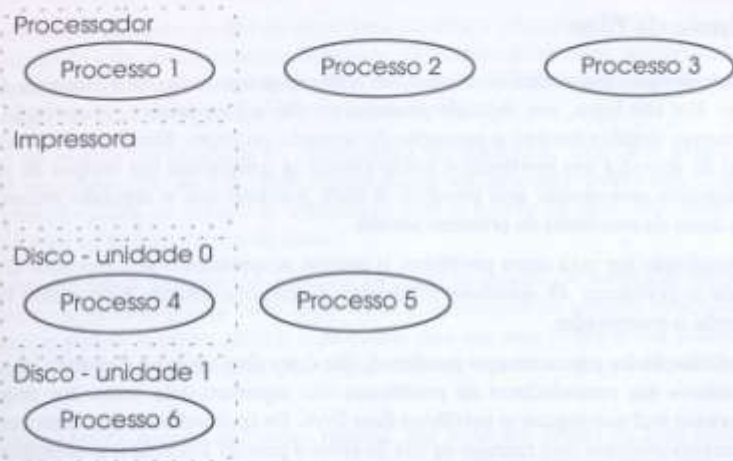 Processador
Processo 1 Processo 2 Processo 3
Impressora
Disco - unidade 0
Processo 4 Processo 5
Disco - unidade 1
Processo 6